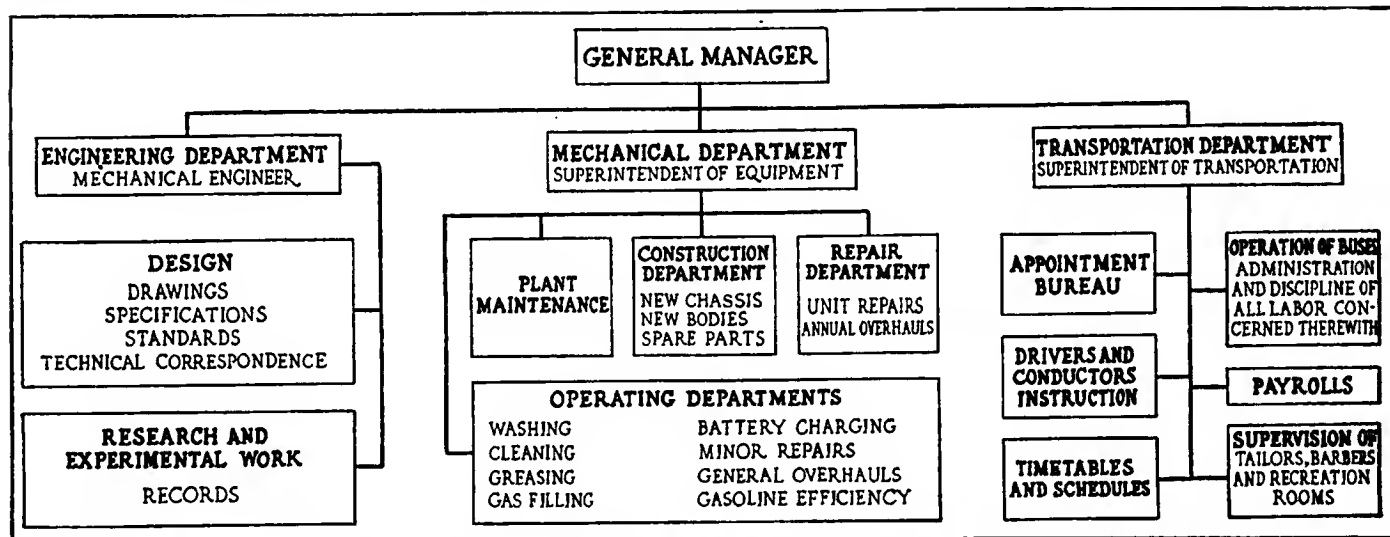 GENERAL MANAGER
ENGINEERING DEPARTMENT
MECHANICAL ENGINEER
DESIGN
DRAWINGS
SPECIFICATIONS
STANDARDS
TECHNICAL CORRESPONDENCE
RESEARCH AND
EXPERIMENTAL WORK
RECORDS
MECHANICAL DEPARTMENT
SUPERINTENDENT OF EQUIPMENT
PLANT
MAINTENANCE
CONSTRUCTION
DEPARTMENT
NEW CHASSIS
NEW BODIES
SPARE PARTS
REPAIR
DEPARTMENT
UNIT REPAIRS
ANNUAL OVERHAULS
OPERATING DEPARTMENTS
WASHING
CLEANING
GREASING
GAS FILLING
BATTERY CHARGING
MINOR REPAIRS
GENERAL OVERHAULS
GASOLINE EFFICIENCY
TRANSPORTATION DEPARTMENT
SUPERINTENDENT OF TRANSPORTATION
APPOINTMENT
BUREAU
DRIVERS AND
CONDUCTORS
INSTRUCTION
TIMETABLES
AND SCHEDULES
OPERATION OF BUSES
ADMINISTRATION
AND DISCIPLINE OF
ALL LABOR CON-
CERNED THEREWITH
PAYROLLS
SUPERVISION OF
TAILORS, BARBERS
AND RECREATION
ROOMS